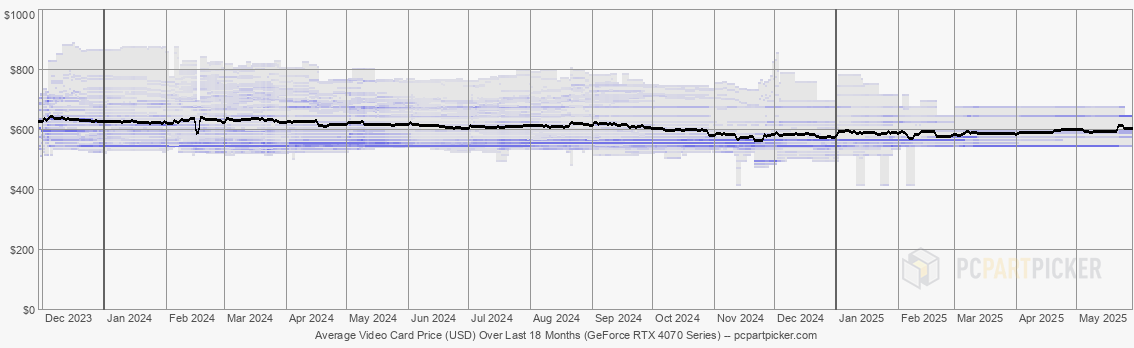 $1000
$800
$600
$400
$200
$0
PCPARTPICKER
Dec 2023 Jan 2024 Feb 2024 Mar 2024 Apr 2024 May 2024 Jun 2024 Jul 2024 Aug 2024 Sep 2024 Oct 2024 Nov 2024 Dec 2024 Jan 2025 Feb 2025 Mar 2025 Apr 2025 May 2025
Average Video Card Price (USD) Over Last 18 Months (GeForce RTX 4070 Series) -- pcpartpicker.com